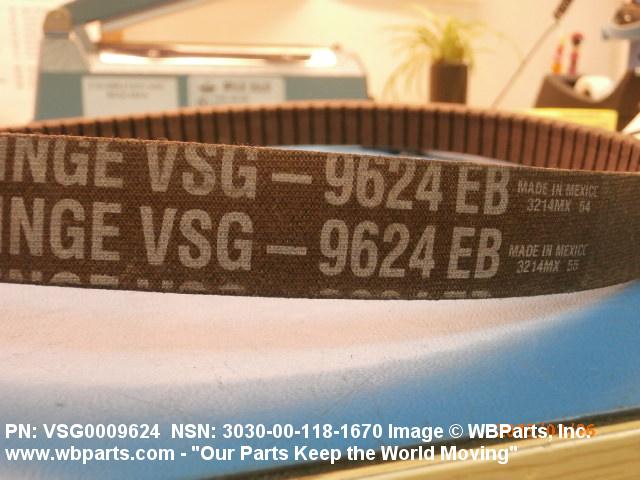 INGE VSG-9624 EB MADE IN MEXICO
3214MX 54
INGE VSG-9624 EB MADE IN MEXICO
3214MX 55
PN: VSG0009624 NSN: 3030-00-118-1670 Image © WBParts, Inc.
www.wbparts.com - "Our Parts Keep the World Moving"